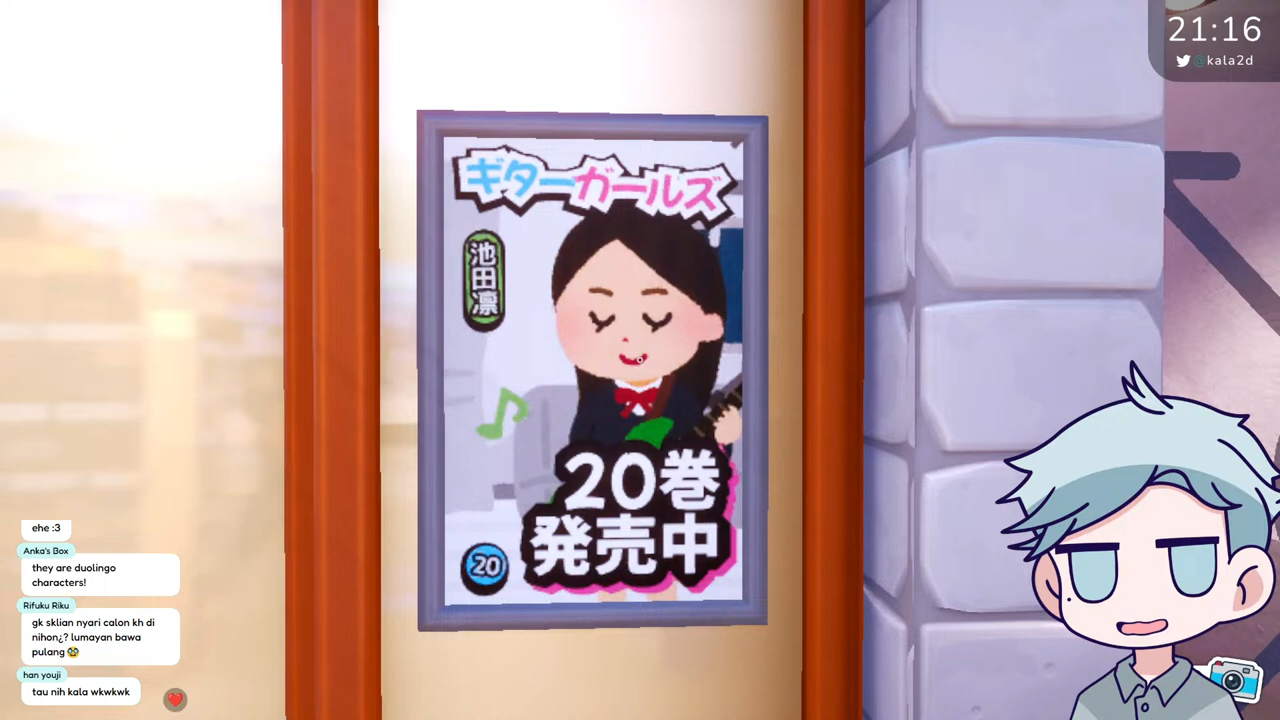 21:16
@kala2d
ギターガールズ
池田凛
20巻
発売中
20
ehe :3
Anka's Box
they are duolingo
characters!
Rifuku Riku
gk sklian nyari calon kh di
nihon¿? lumayan bawa
pulang 🥸
han youji
tau nih kala wkwkwk